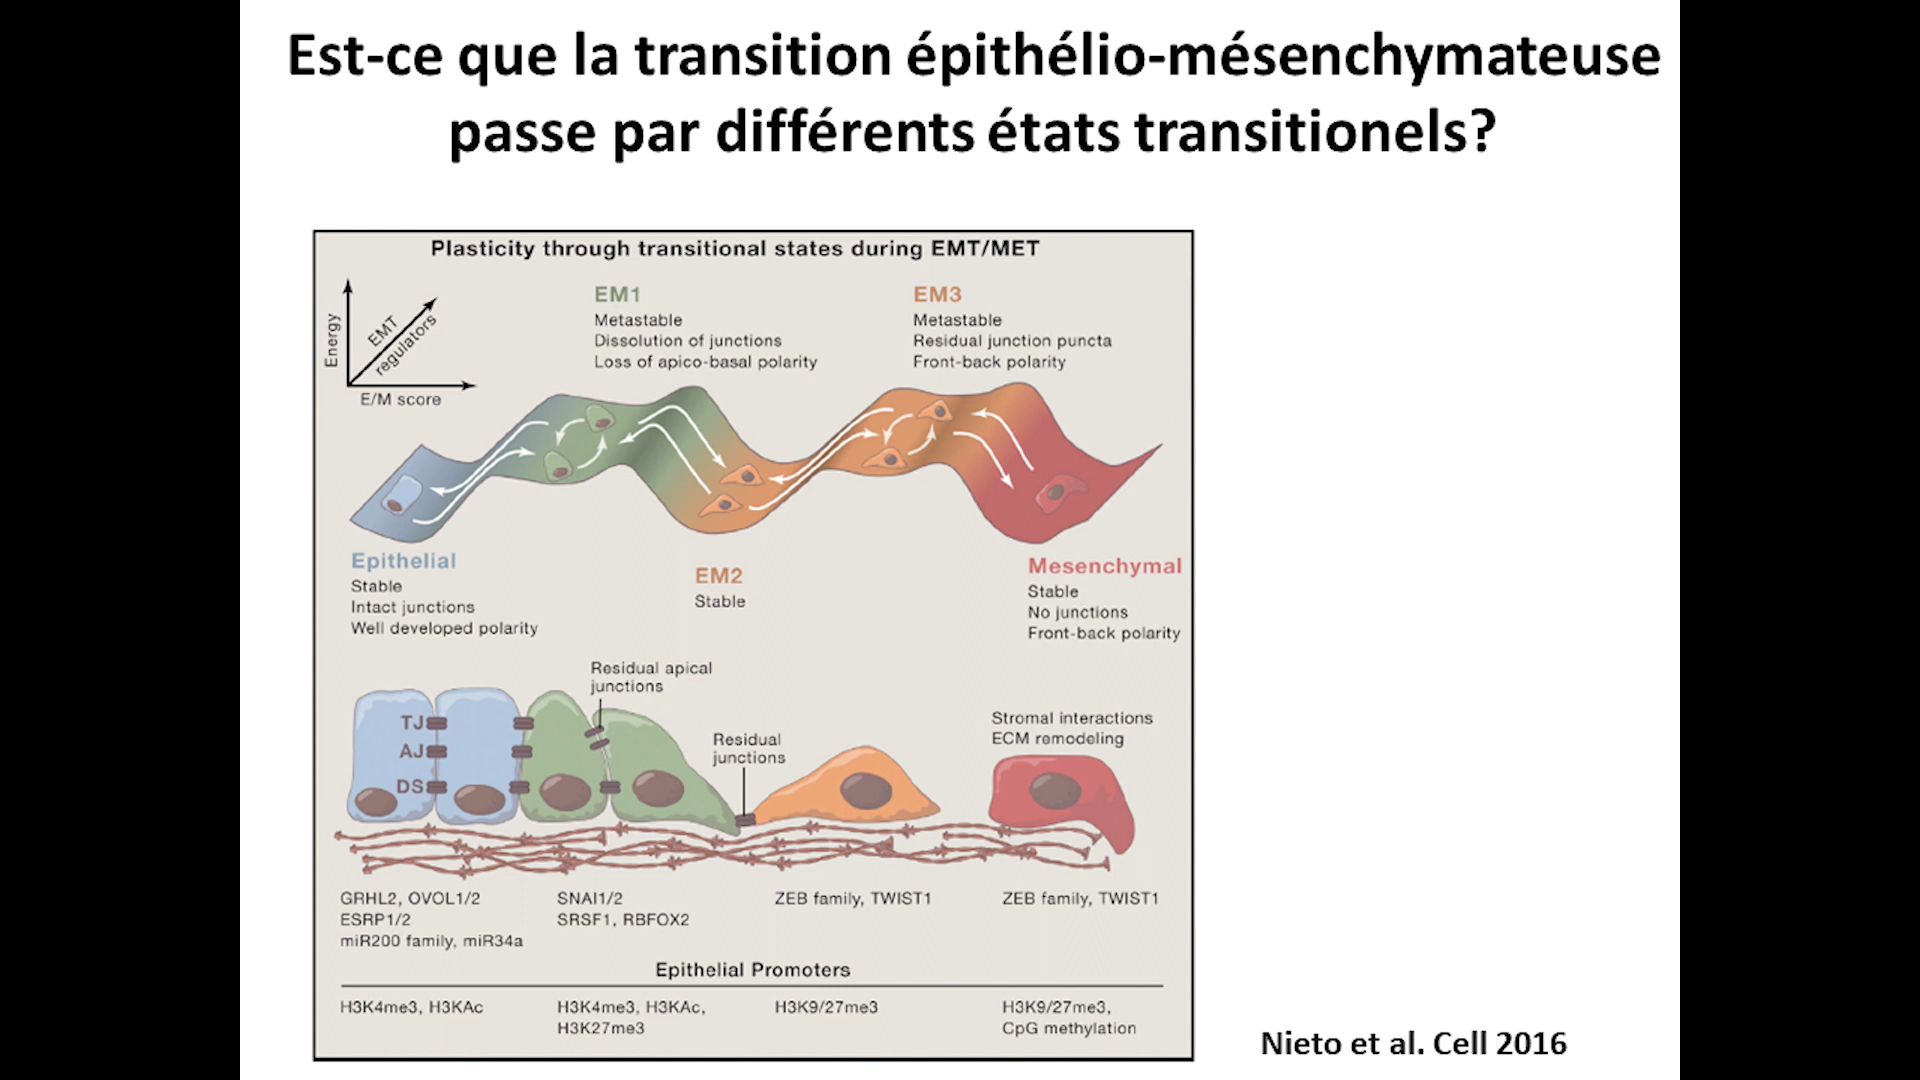 Est-ce que la transition épithélio-mésenchymateuse
passe par différents états transitionels?
Plasticity through transitional states during EMT/MET
Energy
EMT
regulators
E/M score
EM1
Metastable
Dissolution of junctions
Loss of apico-basal polarity
EM3
Metastable
Residual junction puncta
Front-back polarity
Epithelial
Stable
Intact junctions
Well developed polarity
EM2
Stable
Mesenchymal
Stable
No junctions
Front-back polarity
Residual apical
junctions
Residual
junctions
Stromal interactions
ECM remodeling
TJ
AJ
DS
GRHL2, OVOL1/2
ESRP1/2
miR200 family, miR34a
SNAI1/2
SRSF1, RBFOX2
ZEB family, TWIST1
ZEB family, TWIST1
Epithelial Promoters
H3K4me3, H3KAc
H3K4me3, H3KAc,
H3K27me3
H3K9/27me3
H3K9/27me3,
CpG methylation
Nieto et al. Cell 2016